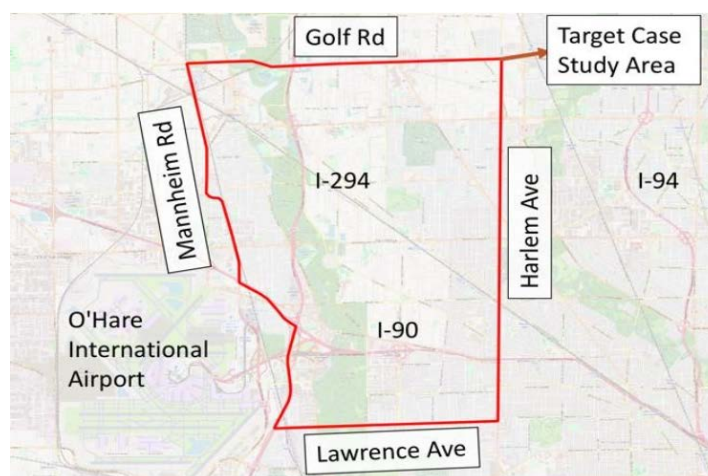 Golf Rd
Target Case
Study Area
Mannheim Rd
I-294
Harlem Ave
I-94
O'Hare
International
Airport
I-90
Lawrence Ave